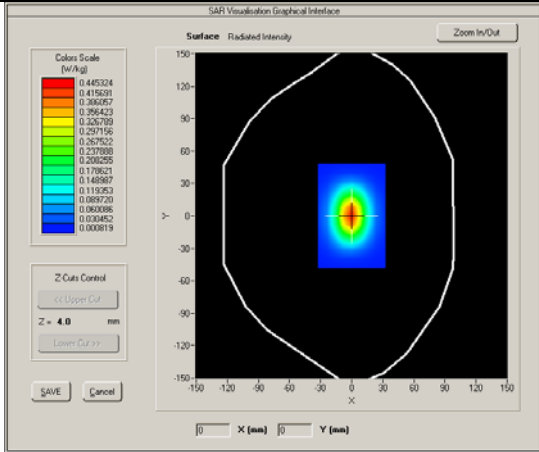 SAR Visualisation Graphical Interface
Surface Radiated Intensity
Zoom In/Out
Colors Scale
(W/kg)
0.445324
0.415691
0.386057
0.356423
0.326789
0.297156
0.267522
0.237888
0.208255
0.178621
0.148987
0.119353
0.089720
0.060086
0.030452
0.000819
150
120
90
60
30
0
-30
-60
-90
-120
-150
Y
-150 -120 -90 -60 -30 0 30 60 90 120 150
X
Z-Cuts Control
<< Upper Cut
Z = 4.0 mm
Lower Cut >>
SAVE Cancel
0 X (mm) 0 Y (mm)